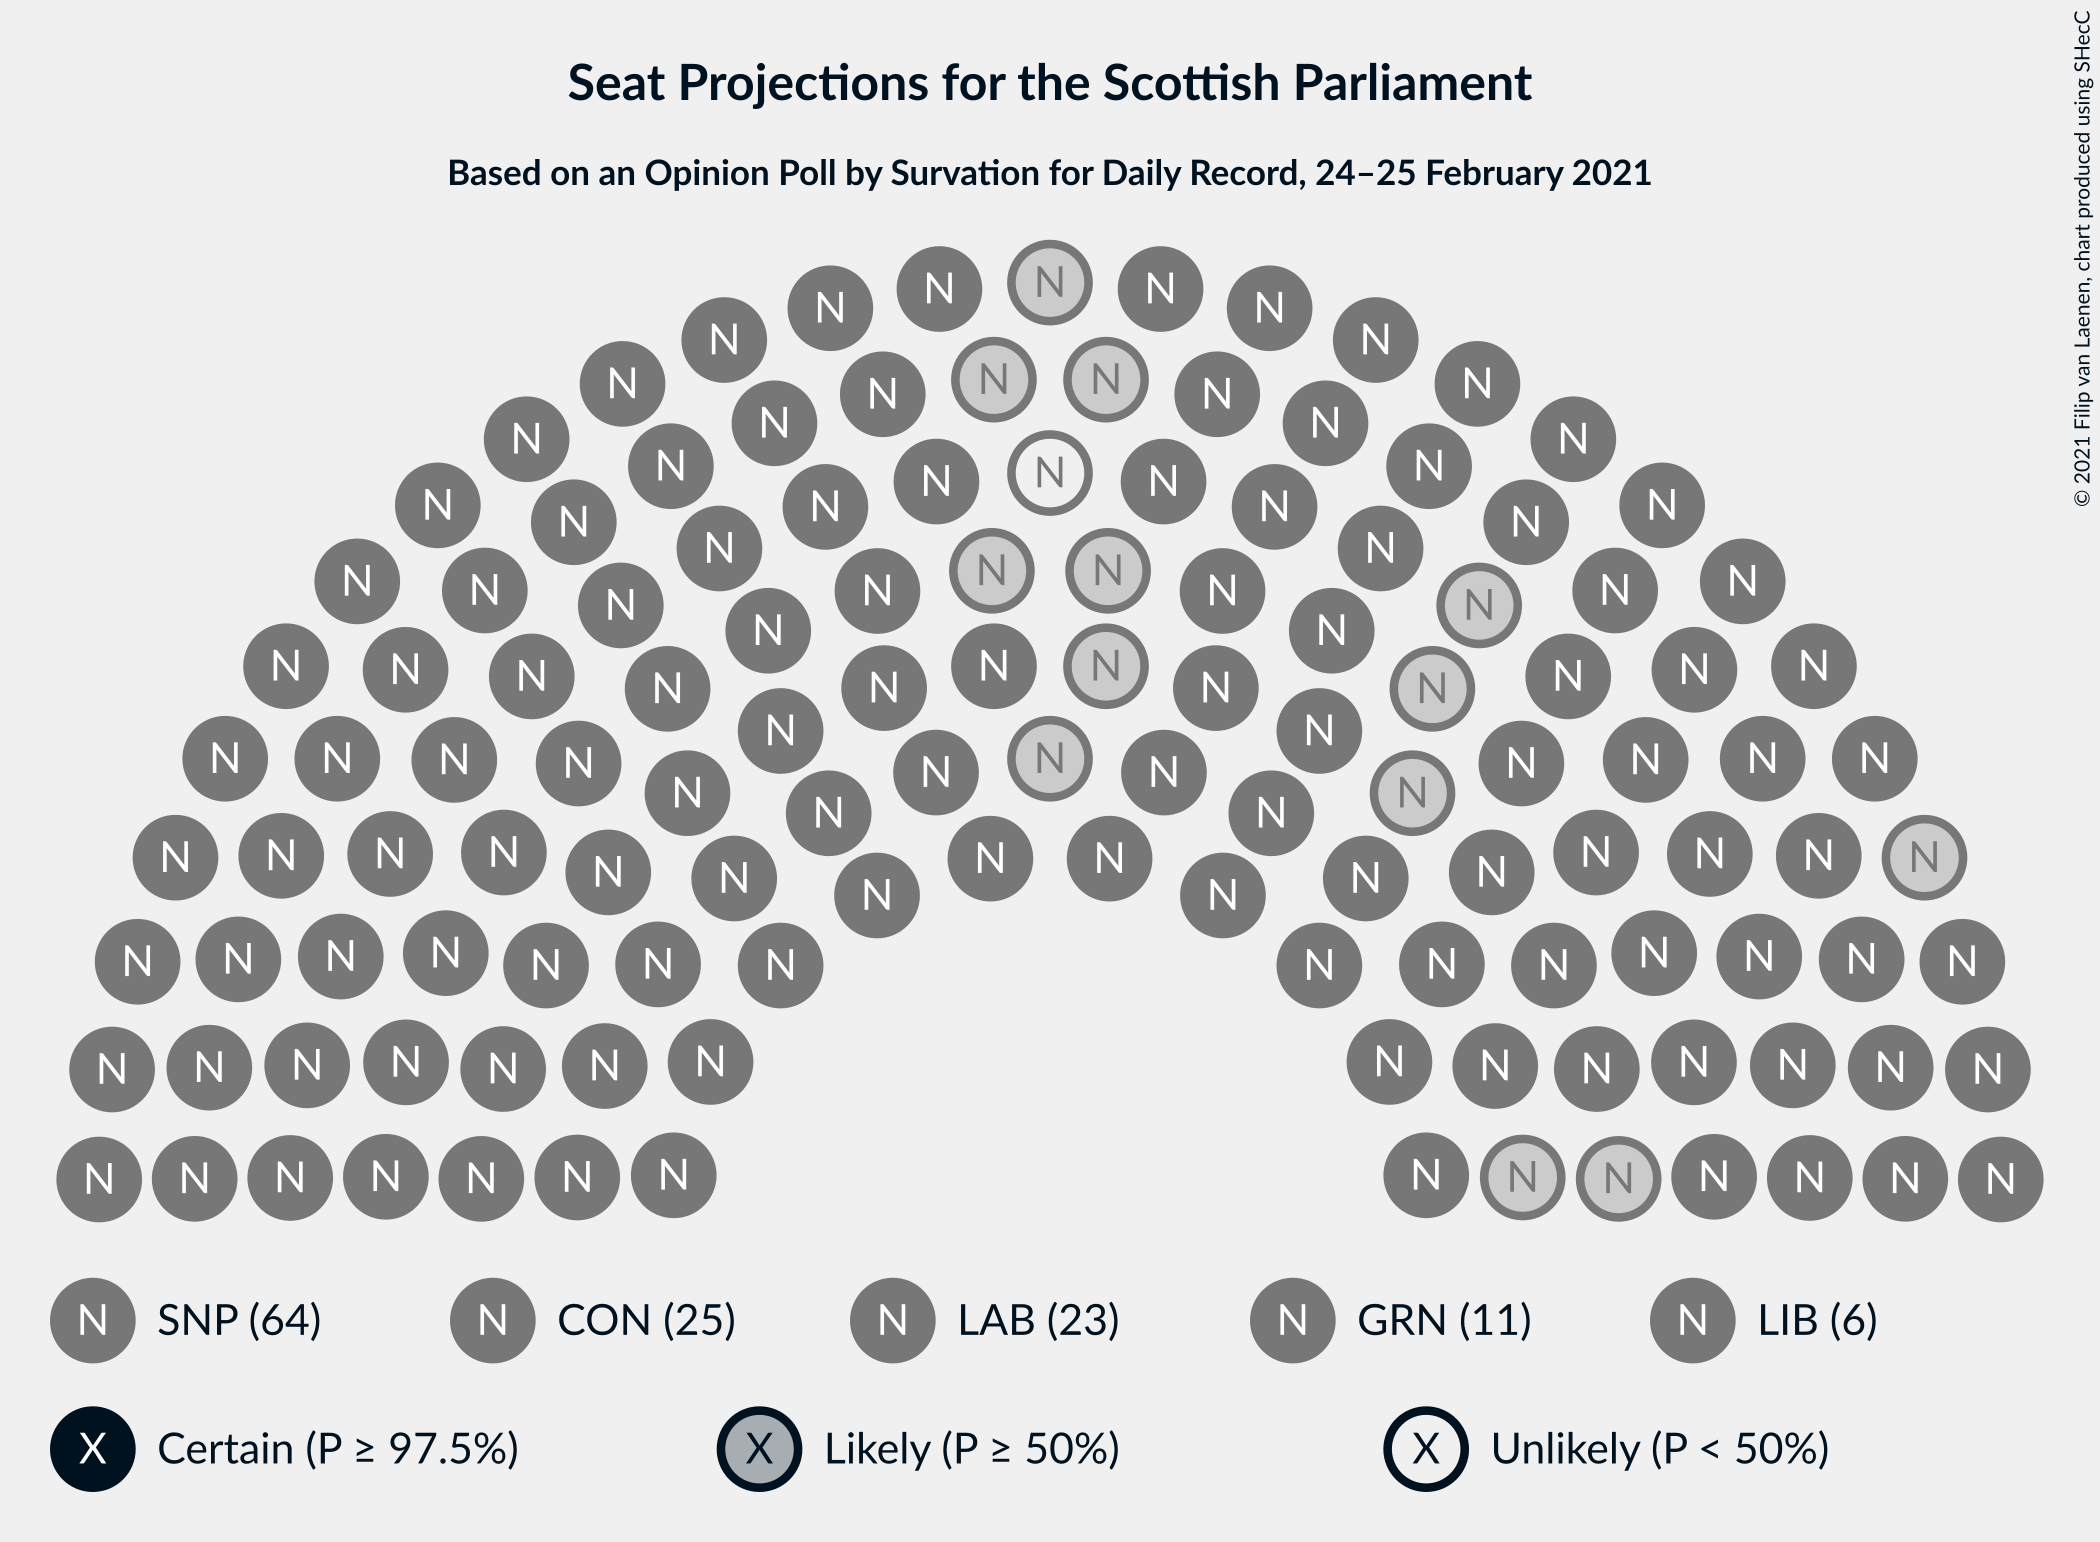 Seat Projections for the Scottish Parliament
Based on an Opinion Poll by Survation for Daily Record, 24–25 February 2021
© 2021 Filip van Laenen, chart produced using SHecC
N N N
N N
N N
N N N N
N N
N N N N
N N N N N
N N N N
N N
N N
N N N N N N N N
N N
N N
N N N N N N N N N N N N
N N
N N N N N N N N N N N
N N N N
N N N N N N N N N N N N N N
N N
N N N N N N N N N N N N N N
N N N N N N N N N N N N N N
N N N N N N N N N N N N N N
N SNP (64) N CON (25) N LAB (23) N GRN (11) N LIB (6)
X Certain (P ≥ 97.5%) X Likely (P ≥ 50%) X Unlikely (P < 50%)